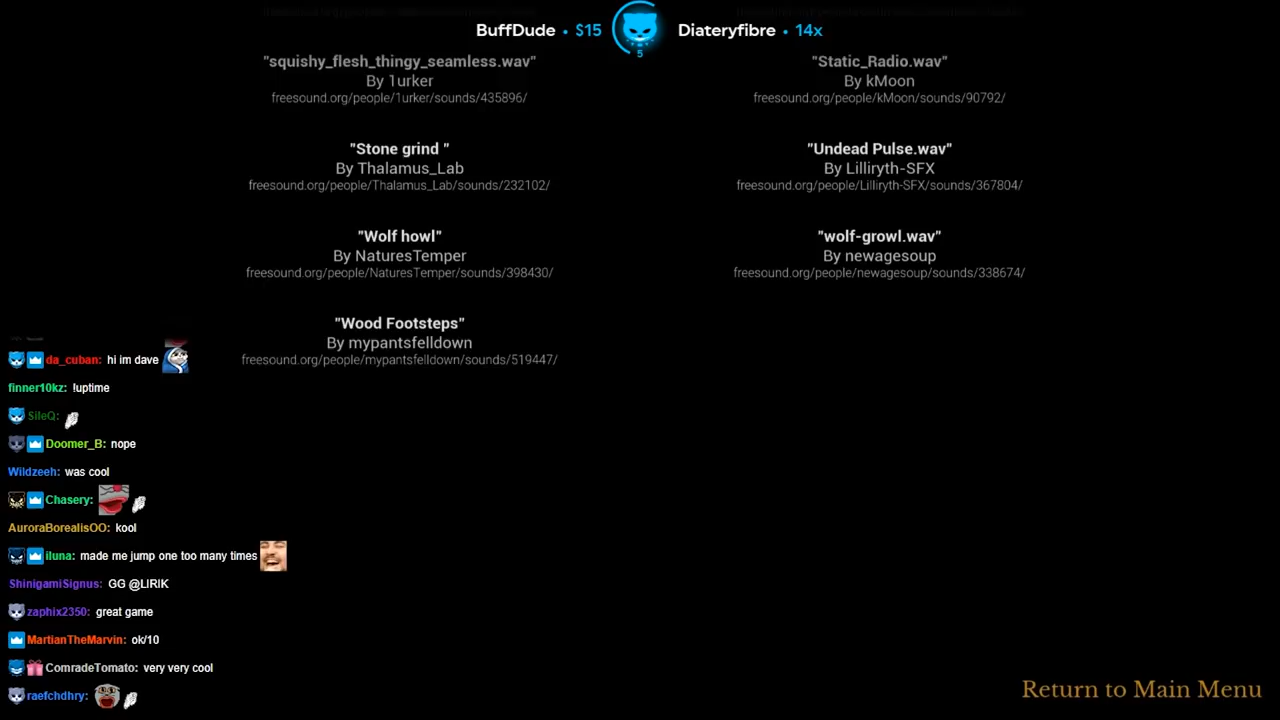 BuffDude • $15
5
Diateryfibre • 14x
"squishy_flesh_thingy_seamless.wav"
By 1urker
freesound.org/people/1urker/sounds/435896/
"Static_Radio.wav"
By kMoon
freesound.org/people/kMoon/sounds/90792/
"Stone grind "
By Thalamus_Lab
freesound.org/people/Thalamus_Lab/sounds/232102/
"Undead Pulse.wav"
By Lilliryth-SFX
freesound.org/people/Lilliryth-SFX/sounds/367804/
"Wolf howl"
By NaturesTemper
freesound.org/people/NaturesTemper/sounds/398430/
"wolf-growl.wav"
By newagesoup
freesound.org/people/newagesoup/sounds/338674/
"Wood Footsteps"
By mypantsfelldown
freesound.org/people/mypantsfelldown/sounds/519447/
da_cuban: hi im dave
finner10kz: !uptime
SileQ:
Doomer_B: nope
Wildzeeh: was cool
Chasery:
AuroraBorealisOO: kool
iluna: made me jump one too many times
ShinigamiSignus: GG @LIRIK
zaphix2350: great game
MartianTheMarvin: ok/10
ComradeTomato: very very cool
raefchdhry:
Return to Main Menu